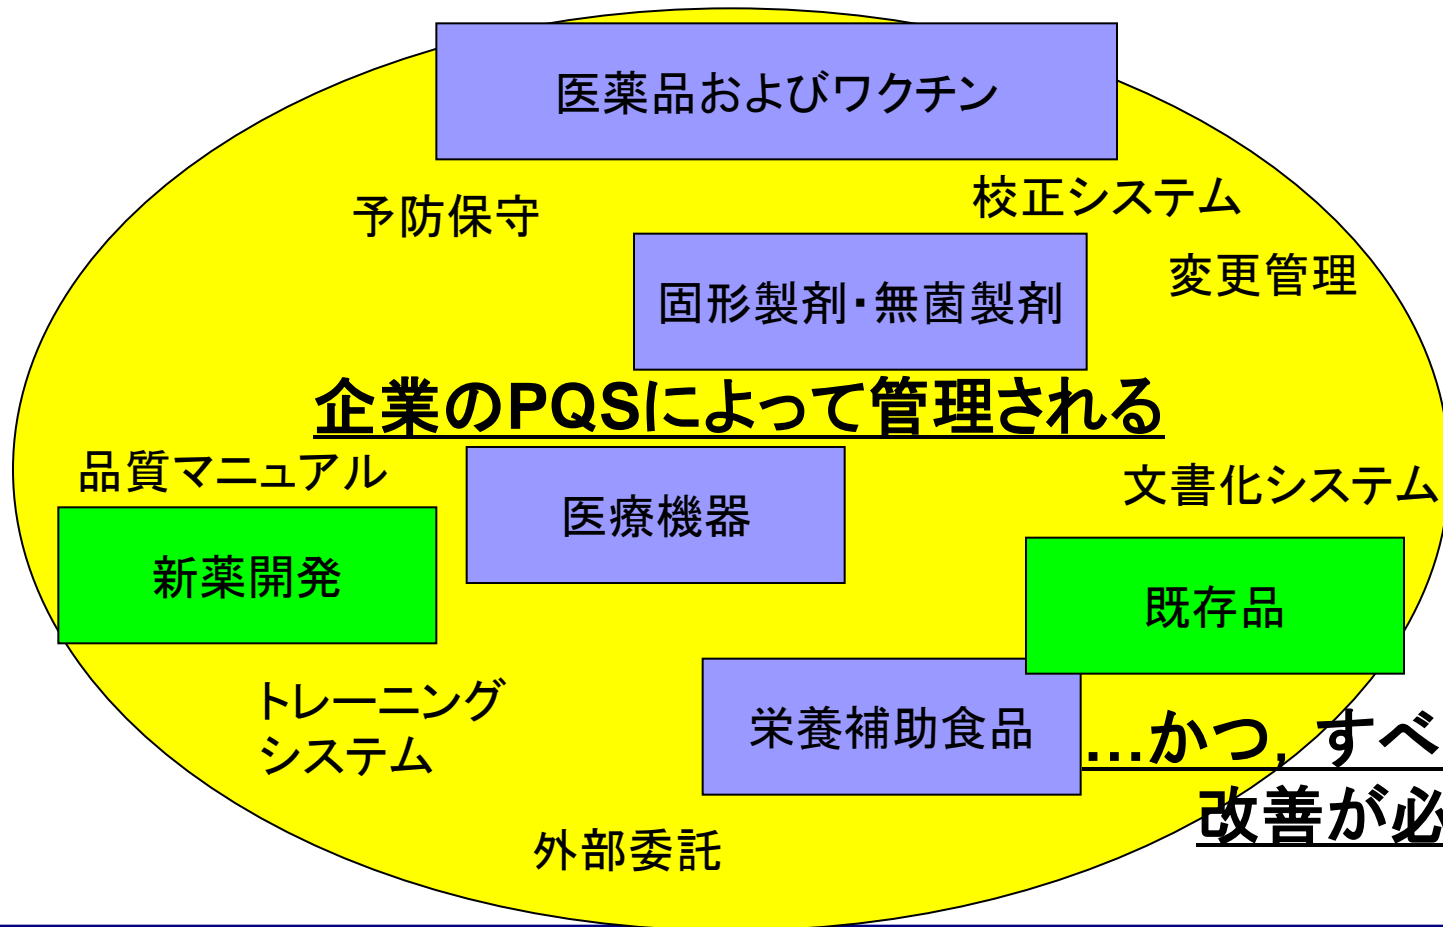 医薬品およびワクチン
予防保守
校正システム
変更管理
固形製剤・無菌製剤
企業のPQSによって管理される
品質マニュアル
医療機器
文書化システム
新薬開発
既存品
トレーニング
システム
栄養補助食品
…かつ, すべ
改善が必
外部委託